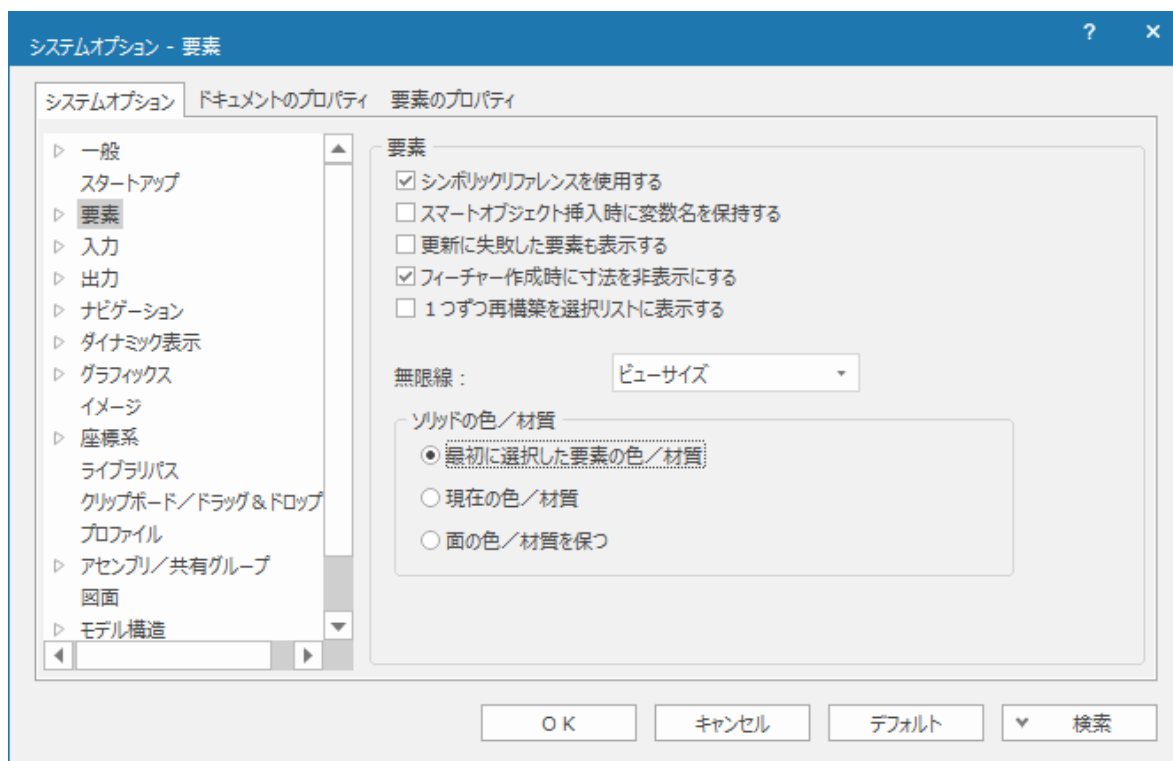 システムオプション - 要素
システムオプション ドキュメントのプロパティ 要素のプロパティ
一般
スタートアップ
要素
入力
出力
ナビゲーション
ダイナミック表示
グラフィックス
イメージ
座標系
ライブラリパス
クリップボード／ドラッグ＆ドロップ
プロファイル
アセンブリ／共有グループ
図面
モデル構造
要素
シンボリックリファレンスを使用する
スマートオブジェクト挿入時に変数名を保持する
更新に失敗した要素も表示する
フィーチャー作成時に寸法を非表示にする
１つずつ再構築を選択リストに表示する
無限線： ビューサイズ
ソリッドの色／材質
最初に選択した要素の色／材質
現在の色／材質
面の色／材質を保つ
ＯＫ キャンセル デフォルト 検索